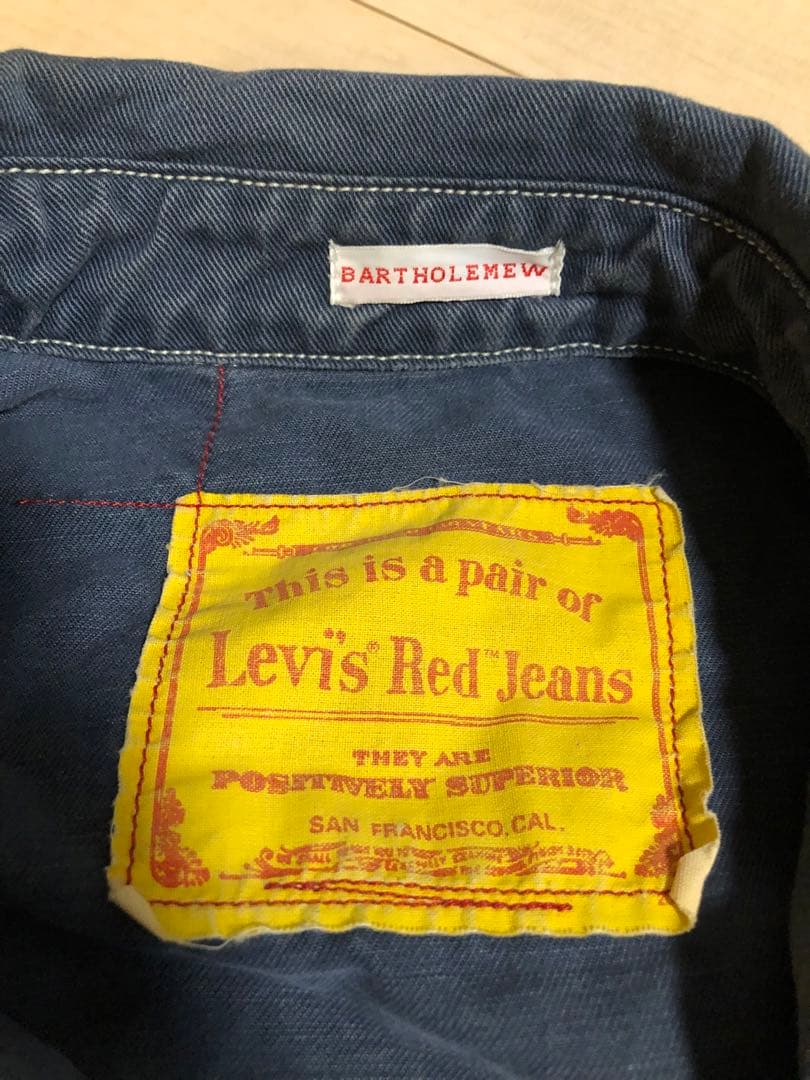 BARTHOLEMEW
This is a pair of
Levi's® Red™ Jeans
THEY ARE
POSITIVELY SUPERIOR
SAN FRANCISCO, CAL.